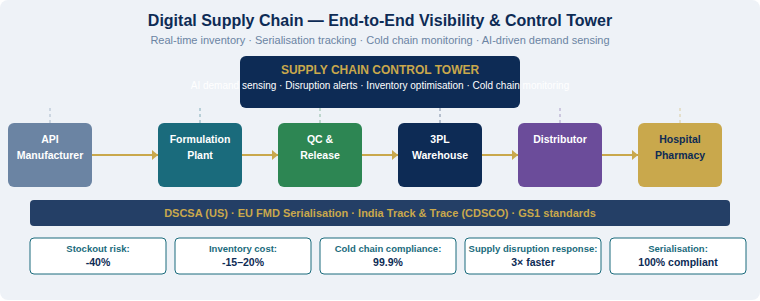 Digital Supply Chain — End-to-End Visibility & Control Tower
Real-time inventory · Serialisation tracking · Cold chain monitoring · AI-driven demand sensing
SUPPLY CHAIN CONTROL TOWER
AI demand sensing · Disruption alerts · Inventory optimisation · Cold chain monitoring
API
Manufacturer
Formulation
Plant
QC &
Release
3PL
Warehouse
Distributor
Hospital
Pharmacy
DSCSA (US) · EU FMD Serialisation · India Track & Trace (CDSCO) · GS1 standards
Stockout risk:
-40%
Inventory cost:
-15–20%
Cold chain compliance:
99.9%
Supply disruption response:
3× faster
Serialisation:
100% compliant